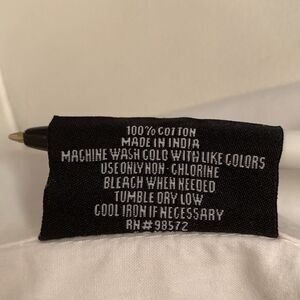 100% COTTON
MADE IN INDIA
MACHINE WASH COLD WITH LIKE COLORS
USE ONLY NON-CHLORINE
BLEACH WHEN NEEDED
TUMBLE DRY LOW
COOL IRON IF NECESSARY
RN#98572